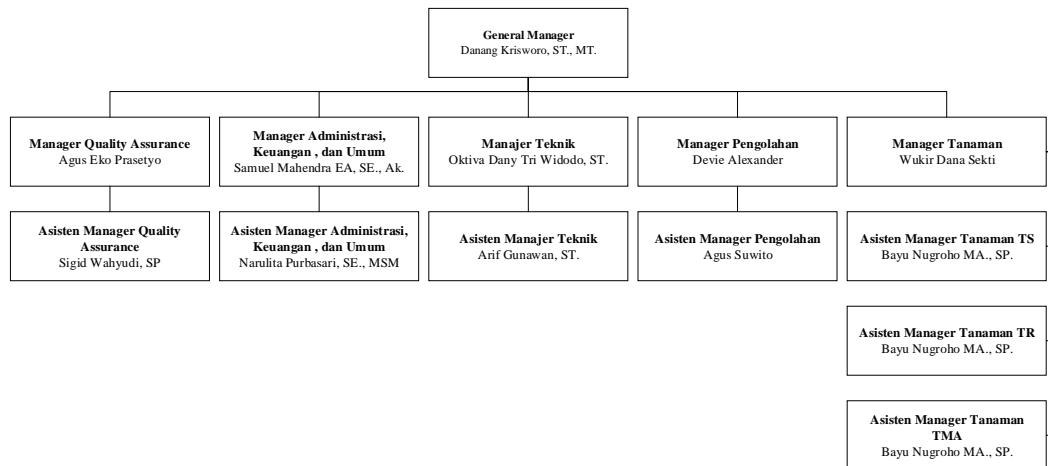 General Manager
Danang Krisworo, ST., MT.
Manager Quality Assurance
Agus Eko Prasetyo
Manager Administrasi,
Keuangan , dan Umum
Samuel Mahendra EA, SE., Ak.
Manajer Teknik
Oktiva Dany Tri Widodo, ST.
Manager Pengolahan
Devie Alexander
Manager Tanaman
Wukir Dana Sekti
Asisten Manager Quality
Assurance
Sigid Wahyudi, SP
Asisten Manager Administrasi,
Keuangan , dan Umum
Narulita Purbasari, SE., MSM
Asisten Manajer Teknik
Arif Gunawan, ST.
Asisten Manager Pengolahan
Agus Suwito
Asisten Manager Tanaman TS
Bayu Nugroho MA., SP.
Asisten Manager Tanaman TR
Bayu Nugroho MA., SP.
Asisten Manager Tanaman
TMA
Bayu Nugroho MA., SP.